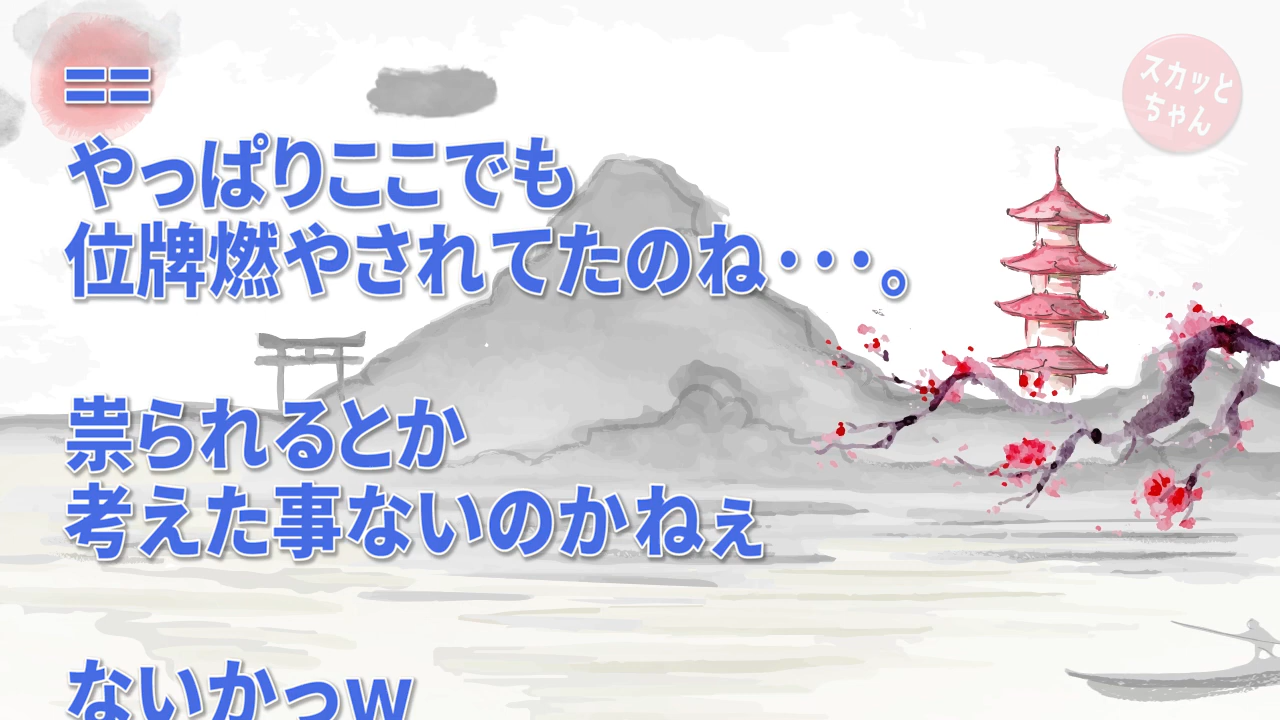 ==
やっぱりここでも
位牌燃やされてたのね･･･。
祟られるとか
考えた事ないのかねぇ
ないかっw
スカッと
ちゃん